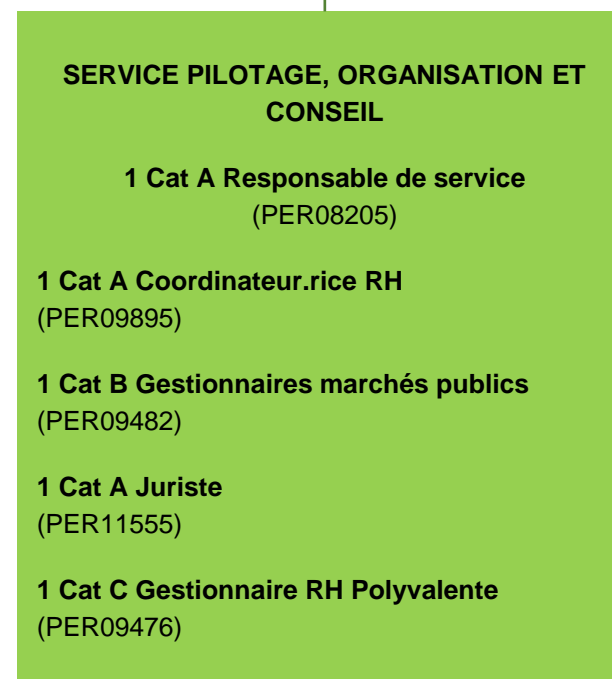 SERVICE PILOTAGE, ORGANISATION ET
CONSEIL
1 Cat A Responsable de service
(PER08205)
1 Cat A Coordinateur.rice RH
(PER09895)
1 Cat B Gestionnaires marchés publics
(PER09482)
1 Cat A Juriste
(PER11555)
1 Cat C Gestionnaire RH Polyvalente
(PER09476)